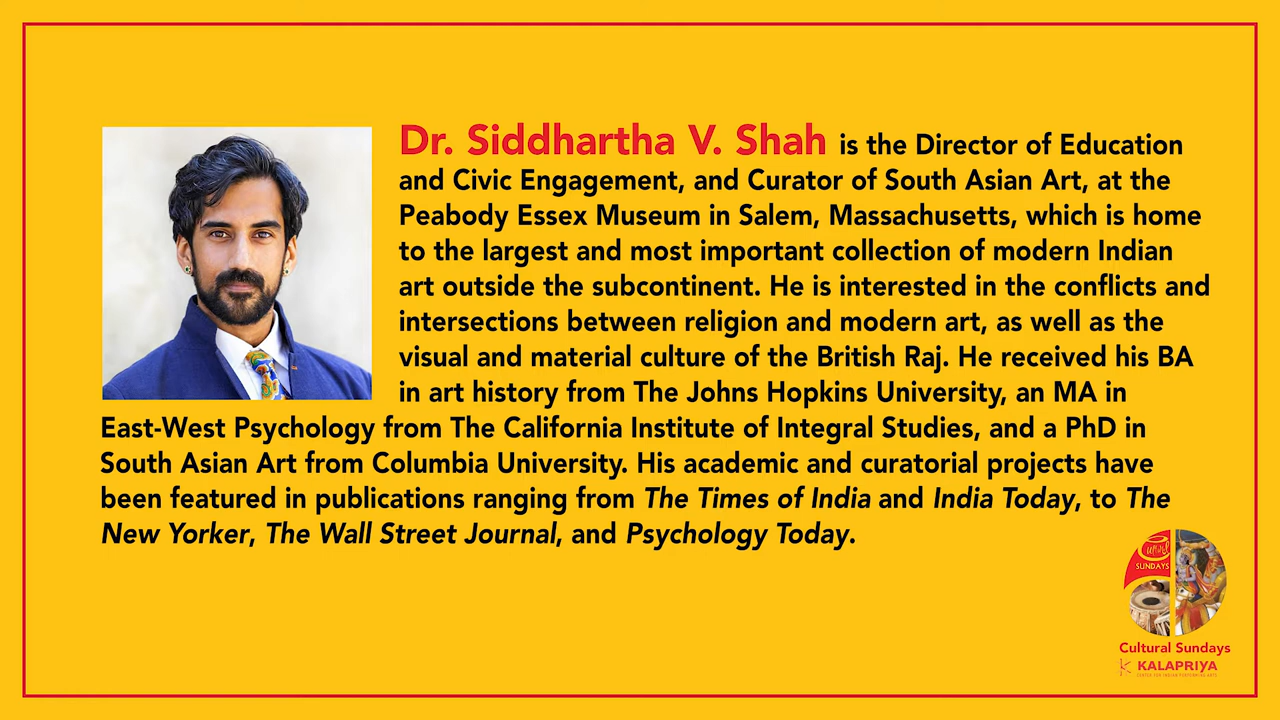 Dr. Siddhartha V. Shah is the Director of Education
and Civic Engagement, and Curator of South Asian Art, at the
Peabody Essex Museum in Salem, Massachusetts, which is home
to the largest and most important collection of modern Indian
art outside the subcontinent. He is interested in the conflicts and
intersections between religion and modern art, as well as the
visual and material culture of the British Raj. He received his BA
in art history from The Johns Hopkins University, an MA in
East-West Psychology from The California Institute of Integral Studies, and a PhD in
South Asian Art from Columbia University. His academic and curatorial projects have
been featured in publications ranging from The Times of India and India Today, to The
New Yorker, The Wall Street Journal, and Psychology Today.
SUNDAYS
Cultural Sundays
KALAPRIYA
CENTER FOR INDIAN PERFORMING ARTS